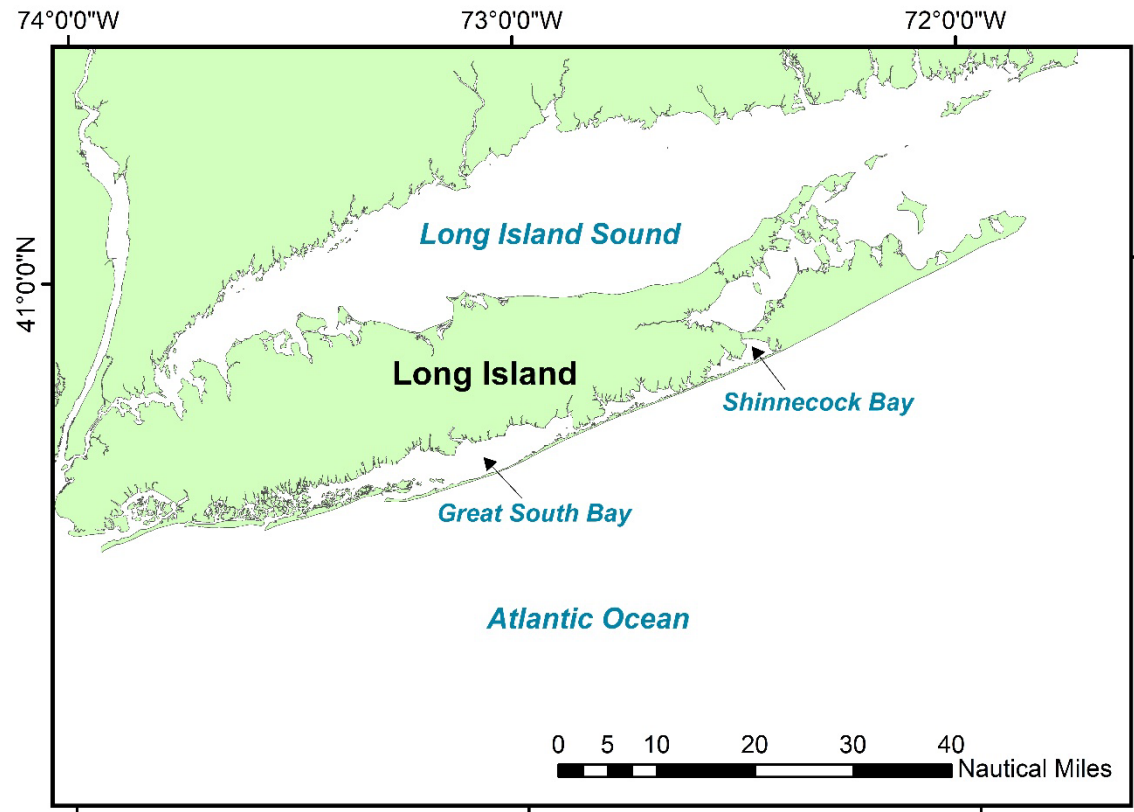 74°0'0"W 73°0'0"W 72°0'0"W
Long Island Sound
41°0'0"N
Long Island
Shinnecock Bay
Great South Bay
Atlantic Ocean
0 5 10 20 30 40
Nautical Miles